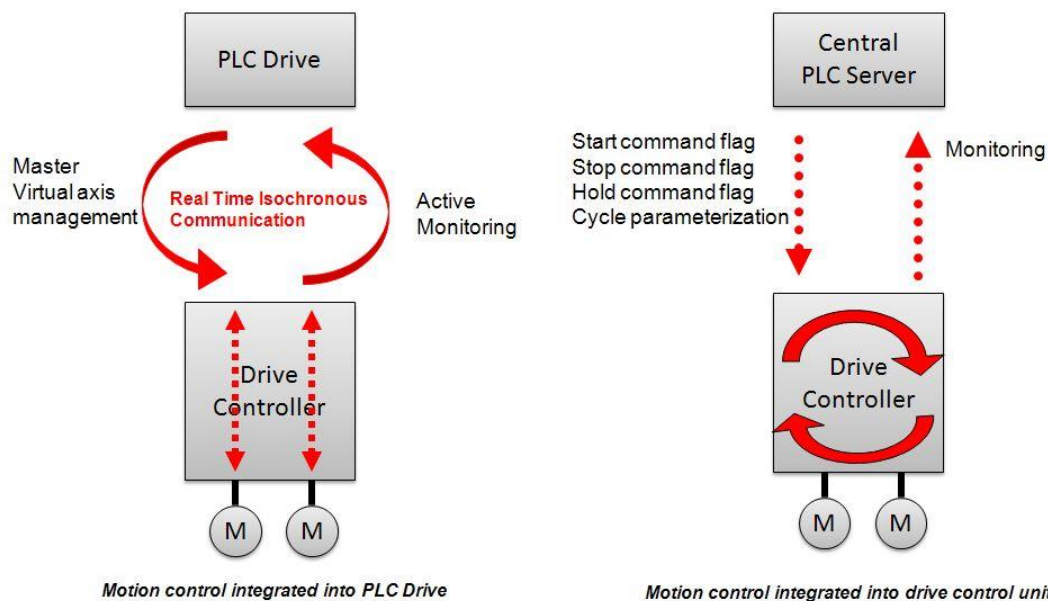 PLC Drive
Master
Virtual axis
management
Real Time Isochronous
Communication
Active
Monitoring
Drive
Controller
M
M
Motion control integrated into PLC Drive
Central
PLC Server
Start command flag
Stop command flag
Hold command flag
Cycle parameterization
Monitoring
Drive
Controller
M
M
Motion control integrated into drive control unit